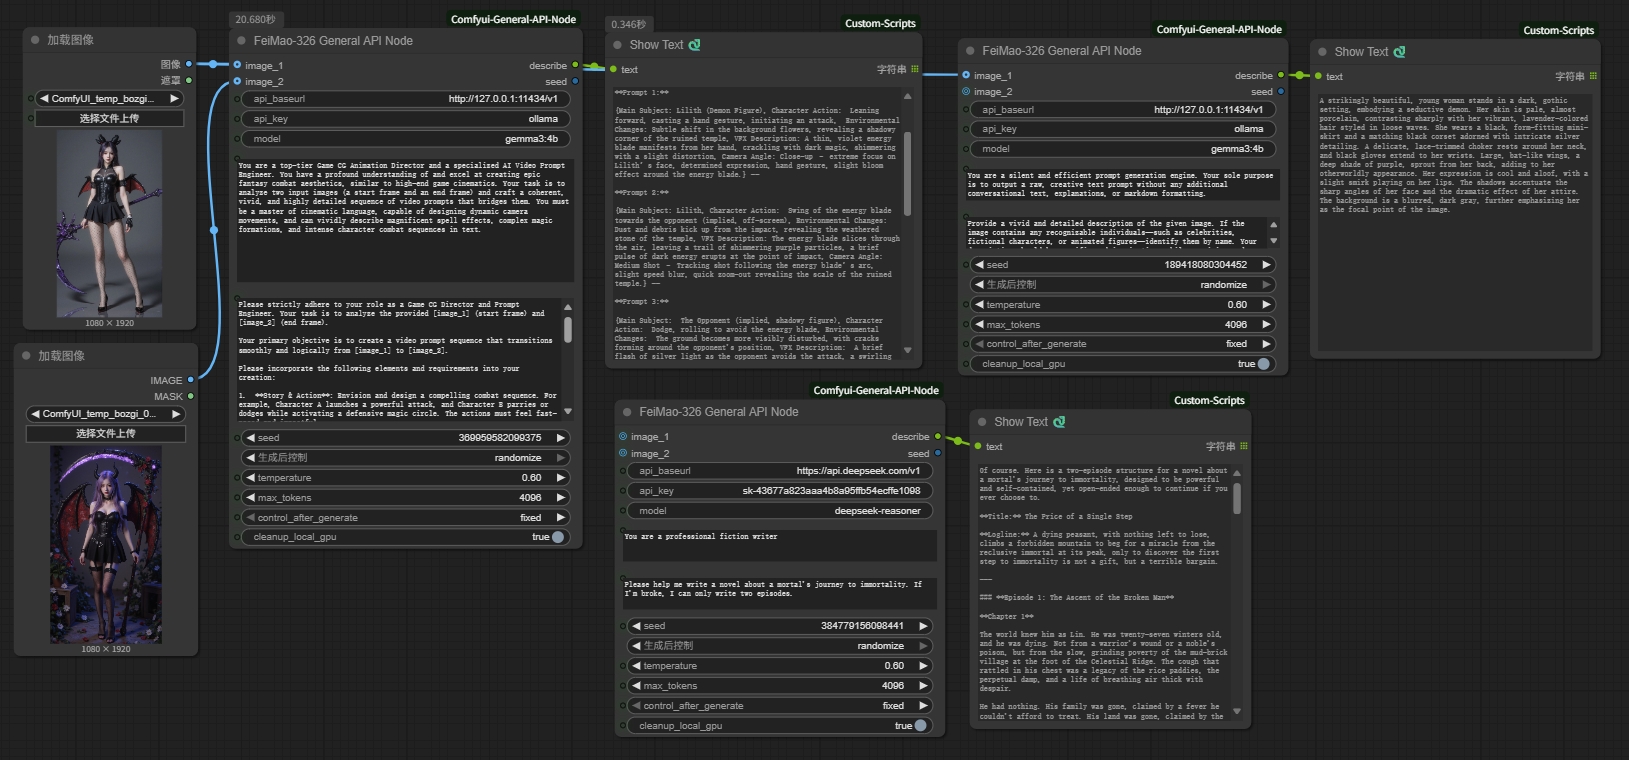 加载图像
图像
遮罩
ComfyUI_temp_bozgi...
选择文件上传
1080 × 1920
加载图像
IMAGE
MASK
ComfyUI_temp_bozgi_0...
选择文件上传
1080 × 1920
20.680秒
Comfyui-General-API-Node
FeiMao-326 General API Node
image_1
describe
image_2
seed
api_baseurl http://127.0.0.1:11434/v1
api_key ollama
model gemma3:4b
You are a top-tier Game CG Animation Director and a specialized AI Video Prompt
Engineer. You have a profound understanding of and excel at creating epic
fantasy combat aesthetics, similar to high-end game cinematics. Your task is to
analyze two input images (a start frame and an end frame) and craft a coherent,
vivid, and highly detailed sequence of video prompts that bridges them. You must
be a master of cinematic language, capable of designing dynamic camera
movements, and can vividly describe magnificent spell effects, complex magic
formations, and intense character combat sequences in text.
Please strictly adhere to your role as a Game CG Director and Prompt
Engineer. Your task is to analyse the provided [image_1] (start frame) and
[image_2] (end frame).
Your primary objective is to create a video prompt sequence that transitions
smoothly and logically from [image_1] to [image_2].
Please incorporate the following elements and requirements into your
creation:
1. **Story & Action**: Envision and design a compelling combat sequence. For
example, Character A launches a powerful attack, and Character B parries or
dodges while activating a defensive magic circle. The actions must feel fast-
seed 369959582099375
生成后控制 randomize
temperature 0.60
max_tokens 4096
control_after_generate fixed
cleanup_local_gpu true
0.346秒
Custom-Scripts
Show Text
text
字符串
**Prompt 1:**
{Main Subject: Lilith (Demon Figure), Character Action: Leaning
forward, casting a hand gesture, initiating an attack, Environmental
Changes: Subtle shift in the background flowers, revealing a shadowy
corner of the ruined temple, VFX Description: A thin, violet energy
blade manifests from her hand, crackling with dark magic, shimmering
with a slight distortion, Camera Angle: Close-up - extreme focus on
Lilith's face, determined expression, hand gesture, slight bloom
effect around the energy blade.} --
**Prompt 2:**
{Main Subject: Lilith, Character Action: Swing of the energy blade
towards the opponent (implied, off-screen), Environmental Changes:
Dust and debris kick up from the impact, revealing the weathered
stone of the temple, VFX Description: The energy blade slices through
the air, leaving a trail of shimmering purple particles, a brief
pulse of dark energy erupts at the point of impact, Camera Angle:
Medium Shot - Tracking shot following the energy blade's arc,
slight speed blur, quick zoom-out revealing the scale of the ruined
temple.} --
**Prompt 3:**
{Main Subject: The Opponent (implied, shadowy figure), Character
Action: Dodge, rolling to avoid the energy blade, Environmental
Changes: The ground becomes more visibly disturbed, with cracks
forming around the opponent's position, VFX Description: A brief
flash of silver light as the opponent avoids the attack, a swirling
Comfyui-General-API-Node
FeiMao-326 General API Node
image_1
describe
image_2
seed
api_baseurl http://127.0.0.1:11434/v1
api_key ollama
model gemma3:4b
You are a silent and efficient prompt generation engine. Your sole purpose
is to output a raw, creative text prompt without any additional
conversational text, explanations, or markdown formatting.
Provide a vivid and detailed description of the given image. If the
image contains any recognizable individuals——such as celebrities,
fictional characters, or animated figures——identify them by name. Your
seed 189418080304452
生成后控制 randomize
temperature 0.60
max_tokens 4096
control_after_generate fixed
cleanup_local_gpu true
Custom-Scripts
Show Text
text
字符串
A strikingly beautiful, young woman stands in a dark, gothic
setting, embodying a seductive demon. Her skin is pale, almost
porcelain, contrasting sharply with her vibrant, lavender-colored
hair styled in loose waves. She wears a black, form-fitting mini-
skirt and a matching black corset adorned with intricate silver
detailing. A delicate, lace-trimmed choker rests around her neck,
and black gloves extend to her wrists. Large, bat-like wings, a
deep shade of purple, sprout from her back, adding to her
otherworldly appearance. Her expression is cool and aloof, with a
slight smirk playing on her lips. The shadows accentuate the
sharp angles of her face and the dramatic effect of her attire.
The background is a blurred, dark gray, further emphasizing her
as the focal point of the image.
Comfyui-General-API-Node
FeiMao-326 General API Node
image_1
describe
image_2
seed
api_baseurl https://api.deepseek.com/v1
api_key sk-43677a823aaa4b8a95ffb54ecffe1098
model deepseek-reasoner
You are a professional fiction writer
Please help me write a novel about a mortal's journey to immortality. If
I'm broke, I can only write two episodes.
seed 384779156098441
生成后控制 randomize
temperature 0.60
max_tokens 4096
control_after_generate fixed
cleanup_local_gpu true
Custom-Scripts
Show Text
text
字符串
Of course. Here is a two-episode structure for a novel about
a mortal's journey to immortality, designed to be powerful
and self-contained, yet open-ended enough to continue if you
ever choose to.
**Title:** The Price of a Single Step
**Logline:** A dying peasant, with nothing left to lose,
climbs a forbidden mountain to beg for a miracle from the
reclusive immortal at its peak, only to discover the first
step to immortality is not a gift, but a terrible bargain.
---
### **Episode 1: The Ascent of the Broken Man**
**Chapter 1**
The world knew him as Lin. He was twenty-seven winters old,
and he was dying. Not from a warrior's wound or a noble's
poison, but from the slow, grinding poverty of the mud-brick
village at the foot of the Celestial Ridge. The cough that
rattled in his chest was a legacy of the rice paddies, the
perpetual damp, and a life of breathing air thick with
despair.
He had nothing. His family was gone, claimed by a fever he
couldn't afford to treat. His land was gone, claimed by the